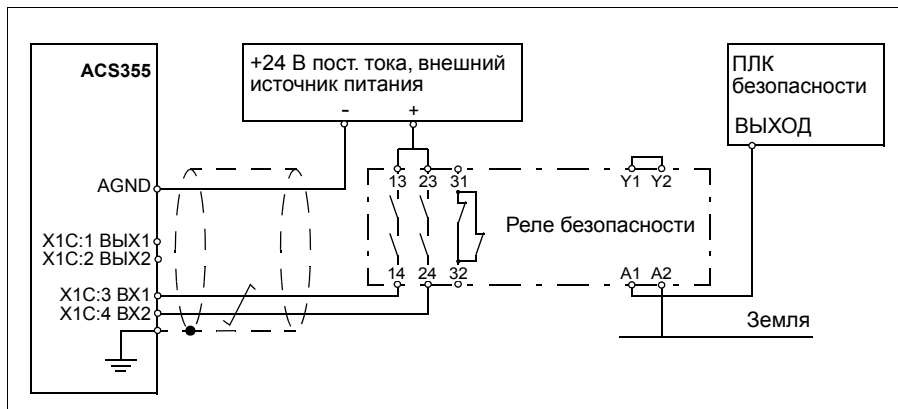 ACS355
+24 В пост. тока, внешний
источник питания
- +
ПЛК
безопасности
ВЫХОД
AGND
13 23 31
Y1 Y2
X1C:1 ВЫХ1
X1C:2 ВЫХ2
Реле безопасности
14 24 32
A1 A2
X1C:3 ВХ1
X1C:4 ВХ2
Земля